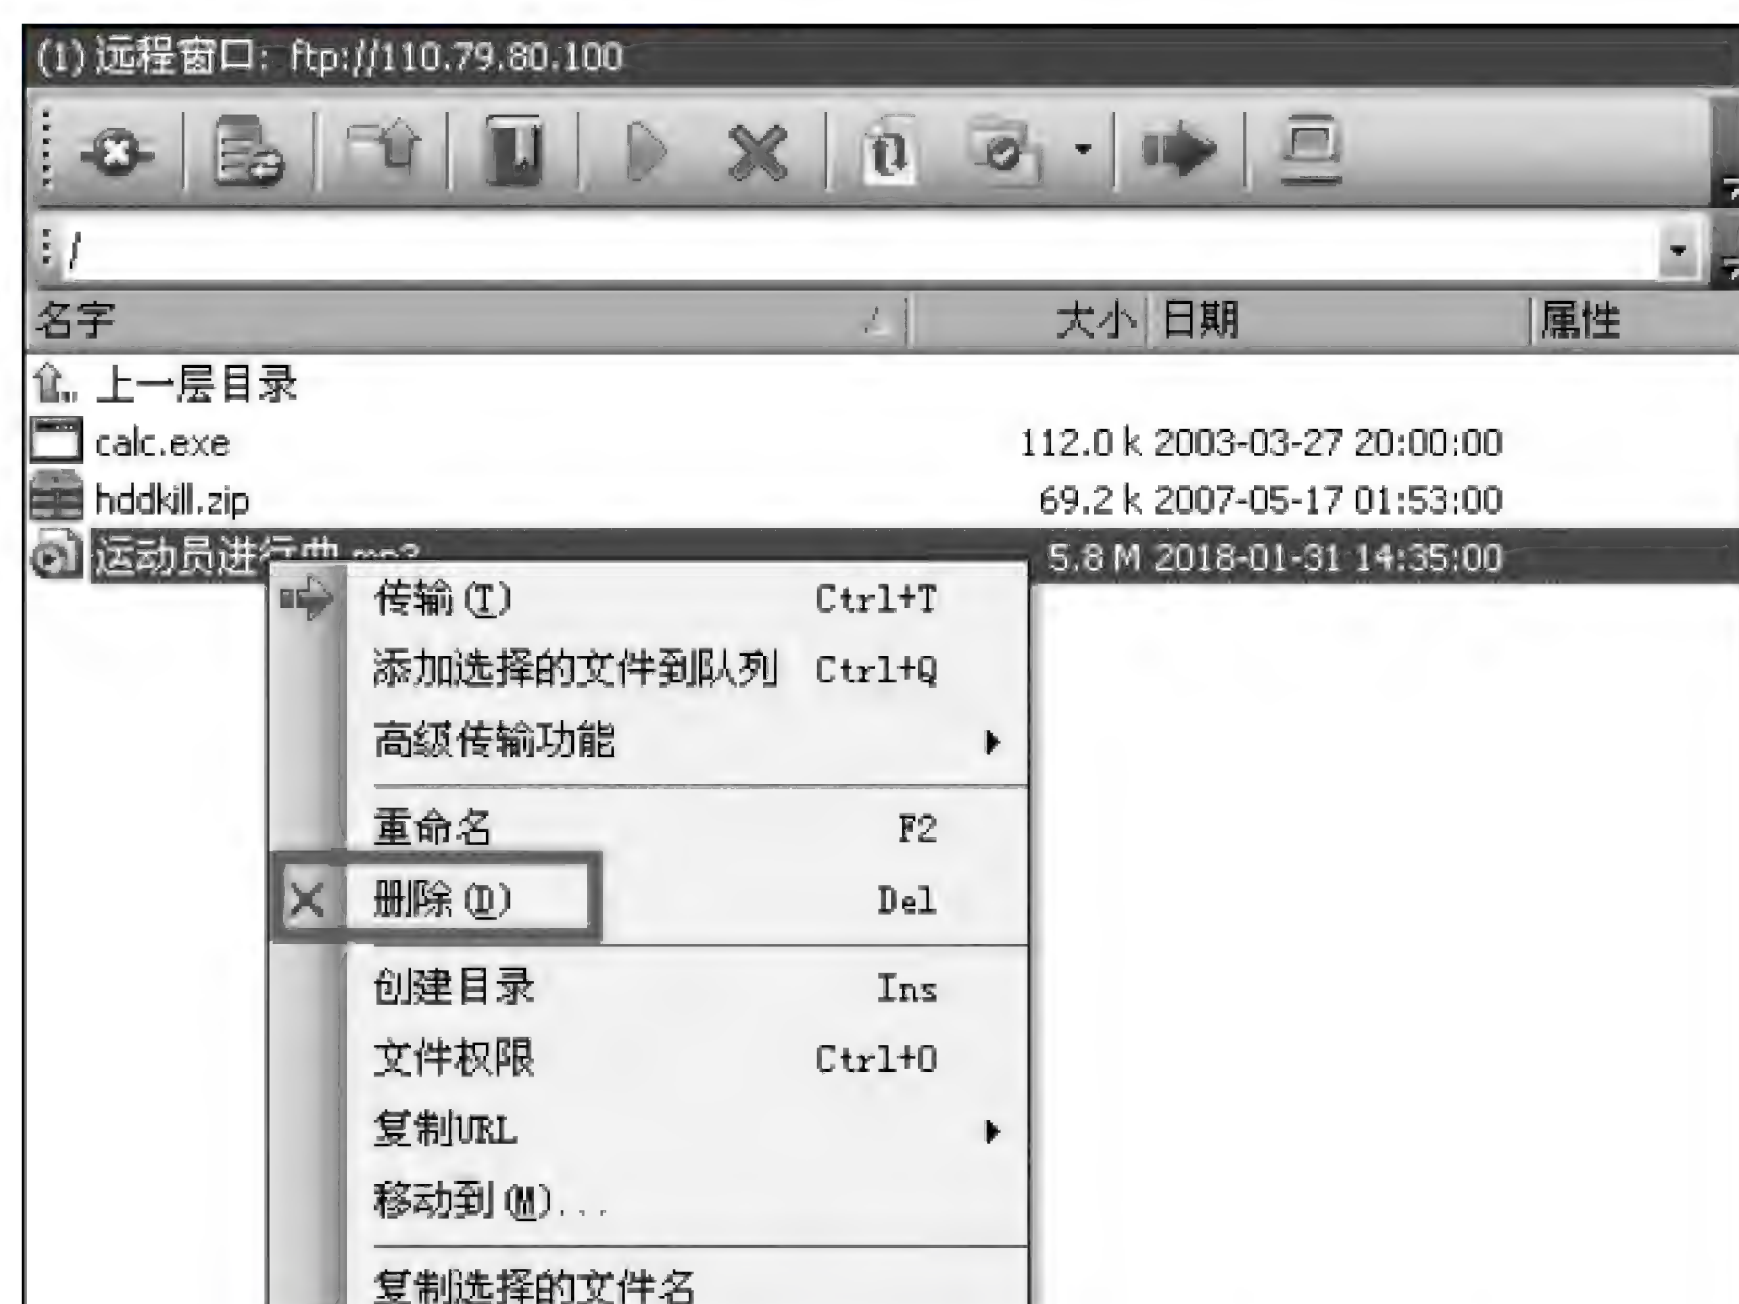 (1) 远程窗口: ftp://110.79.80.100
/
名字 大小 日期 属性
上一层目录
calc.exe 112.0 k 2003-03-27 20:00:00
hddkill.zip 69.2 k 2007-05-17 01:53:00
运动员进行曲.mp3 5.8 M 2018-01-31 14:35:00
传输(T) Ctrl+T
添加选择的文件到队列 Ctrl+Q
高级传输功能
重命名 F2
删除(D) Del
创建目录 Ins
文件权限 Ctrl+O
复制URL
移动到(M)...
复制选择的文件名